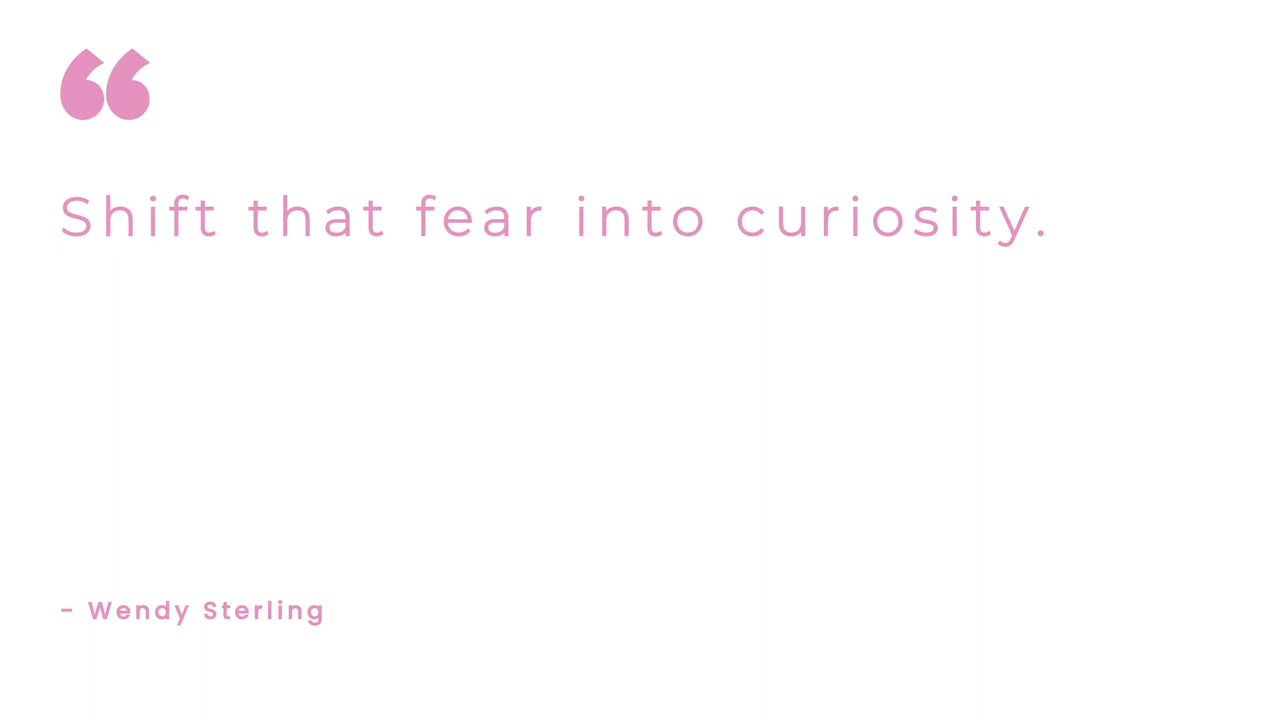 “
Shift that fear into curiosity.
- Wendy Sterling